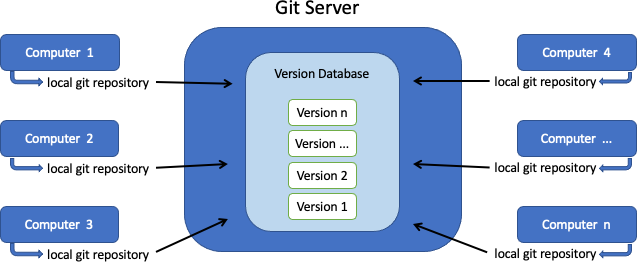 Git Server
Computer 1
local git repository
Computer 2
local git repository
Computer 3
local git repository
Version Database
Version n
Version ...
Version 2
Version 1
Computer 4
local git repository
Computer ...
local git repository
Computer n
local git repository